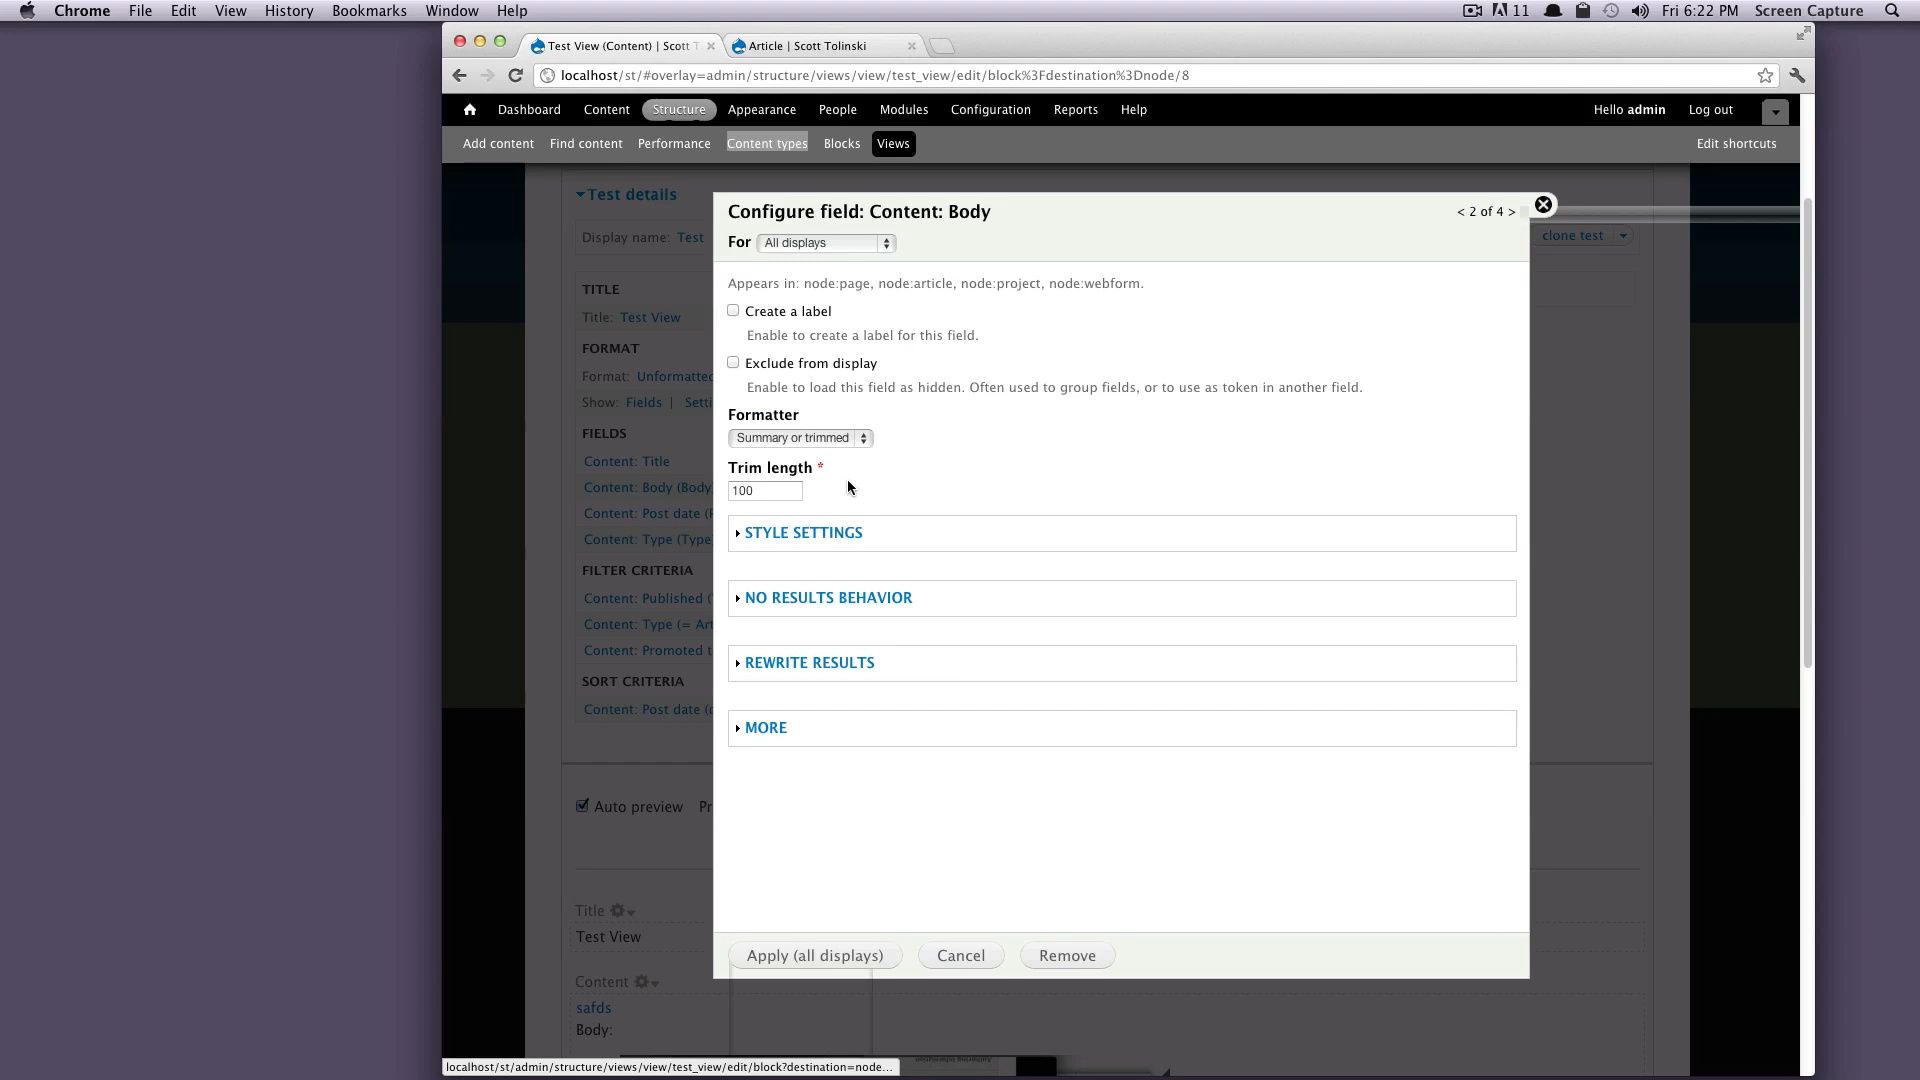 Chrome File Edit View History Bookmarks Window Help 11 Fri 6:22 PM Screen Capture
Test View (Content) | Scott T Article | Scott Tolinski
localhost/st/#overlay=admin/structure/views/view/test_view/edit/block%3Fdestination%3Dnode/8
Dashboard Content Structure Appearance People Modules Configuration Reports Help Hello admin Log out
Add content Find content Performance Content types Blocks Views Edit shortcuts
Test details
Display name: Test
clone test
TITLE
Title: Test View
FORMAT
Format: Unformatted
Show: Fields | Setti
FIELDS
Content: Title
Content: Body (Body
Content: Post date (P
Content: Type (Type
FILTER CRITERIA
Content: Published (
Content: Type (= Art
Content: Promoted t
SORT CRITERIA
Content: Post date (d
Auto preview Pr
Title
Test View
Content
safds
Body:
Configure field: Content: Body
< 2 of 4 >
For All displays
Appears in: node:page, node:article, node:project, node:webform.
Create a label
Enable to create a label for this field.
Exclude from display
Enable to load this field as hidden. Often used to group fields, or to use as token in another field.
Formatter
Summary or trimmed
Trim length *
100
STYLE SETTINGS
NO RESULTS BEHAVIOR
REWRITE RESULTS
MORE
Apply (all displays) Cancel Remove
localhost/st/admin/structure/views/view/test_view/edit/block?destination=node...